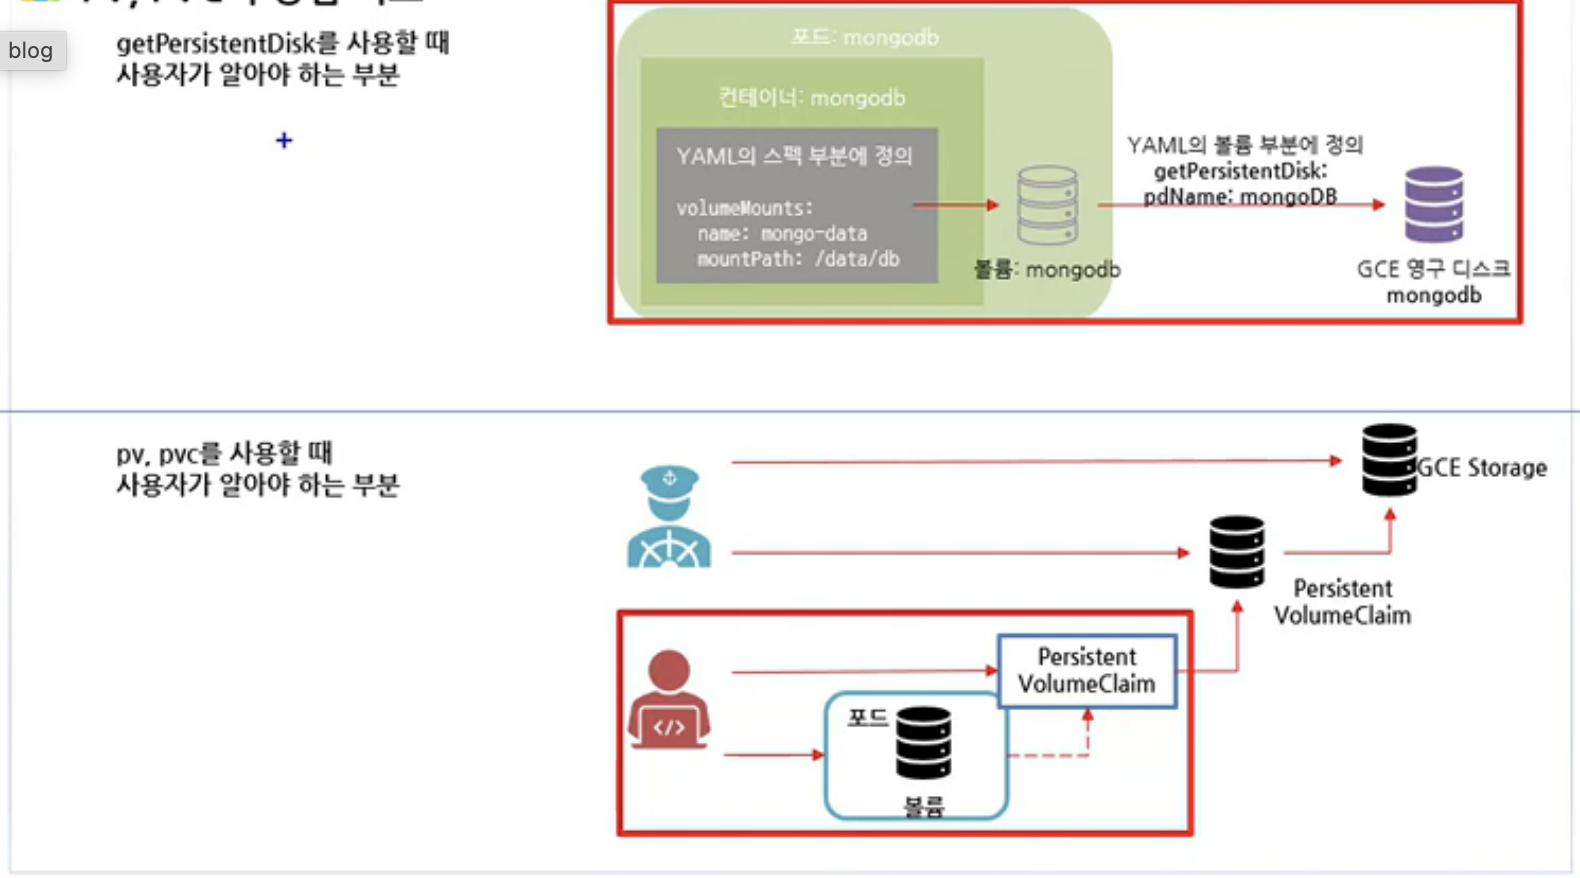 blog
getPersistentDisk를 사용할 때
사용자가 알아야 하는 부분
포드: mongodb
컨테이너: mongodb
YAML의 스펙 부분에 정의
volumeMounts:
name: mongo-data
mountPath: /data/db
볼륨: mongodb
YAML의 볼륨 부분에 정의
getPersistentDisk:
pdName: mongoDB
GCE 영구 디스크
mongodb
pv, pvc를 사용할 때
사용자가 알아야 하는 부분
GCE Storage
Persistent
VolumeClaim
Persistent
VolumeClaim
</>
포드
볼륨